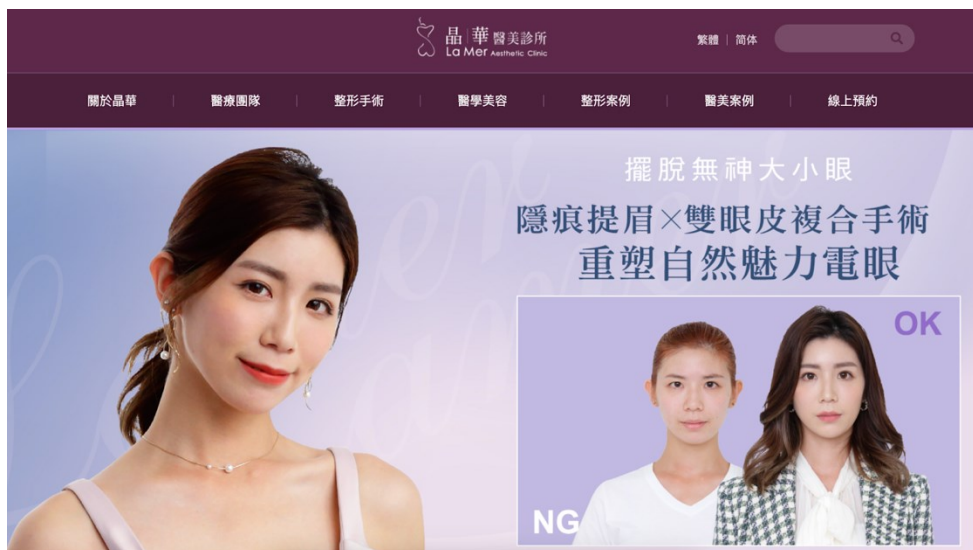 晶華醫美診所
La Mer Aesthetic Clinic
繁體 | 简体
關於晶華 | 醫療團隊 | 整形手術 | 醫學美容 | 整形案例 | 醫美案例 | 線上預約
擺脫無神大小眼
隱痕提眉×雙眼皮複合手術
重塑自然魅力電眼
OK
NG